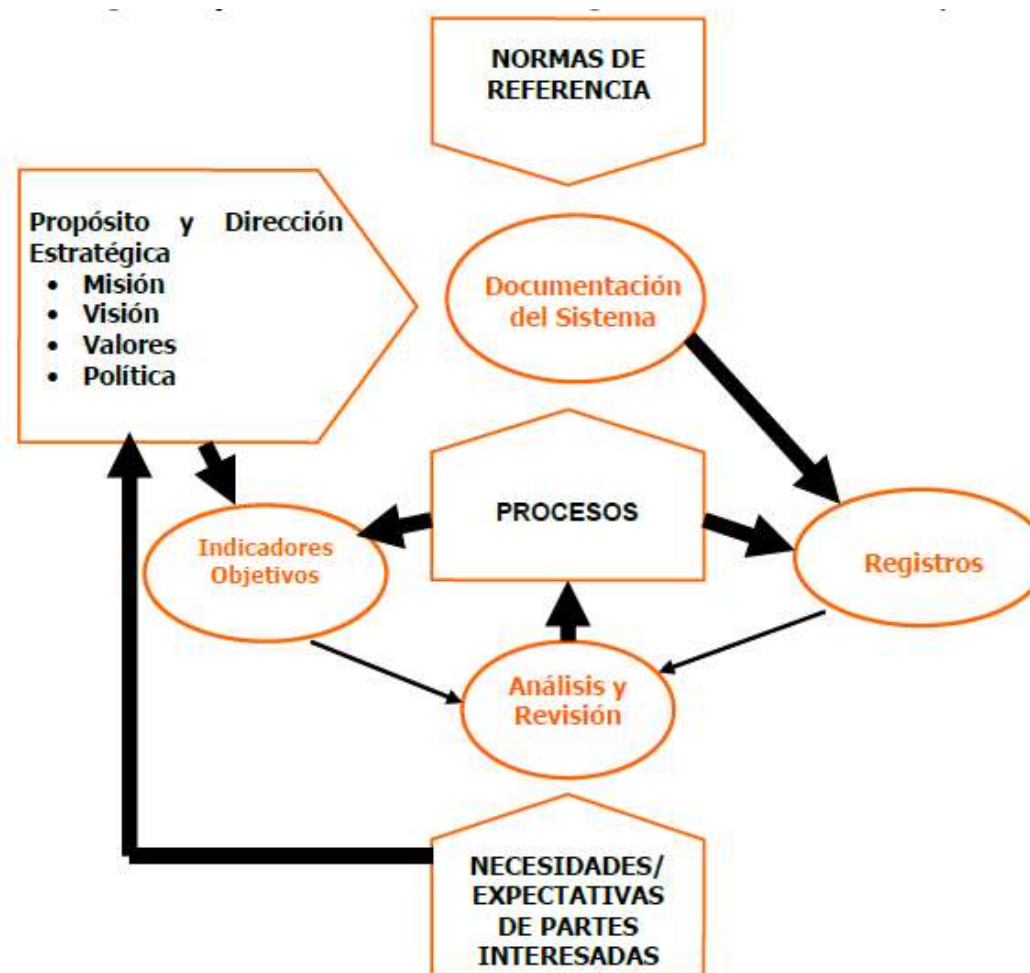 NORMAS DE
REFERENCIA
Propósito y Dirección
Estratégica
• Misión
• Visión
• Valores
• Política
Documentación
del Sistema
PROCESOS
Indicadores
Objetivos
Registros
Análisis y
Revisión
NECESIDADES/
EXPECTATIVAS
DE PARTES
INTERESADAS